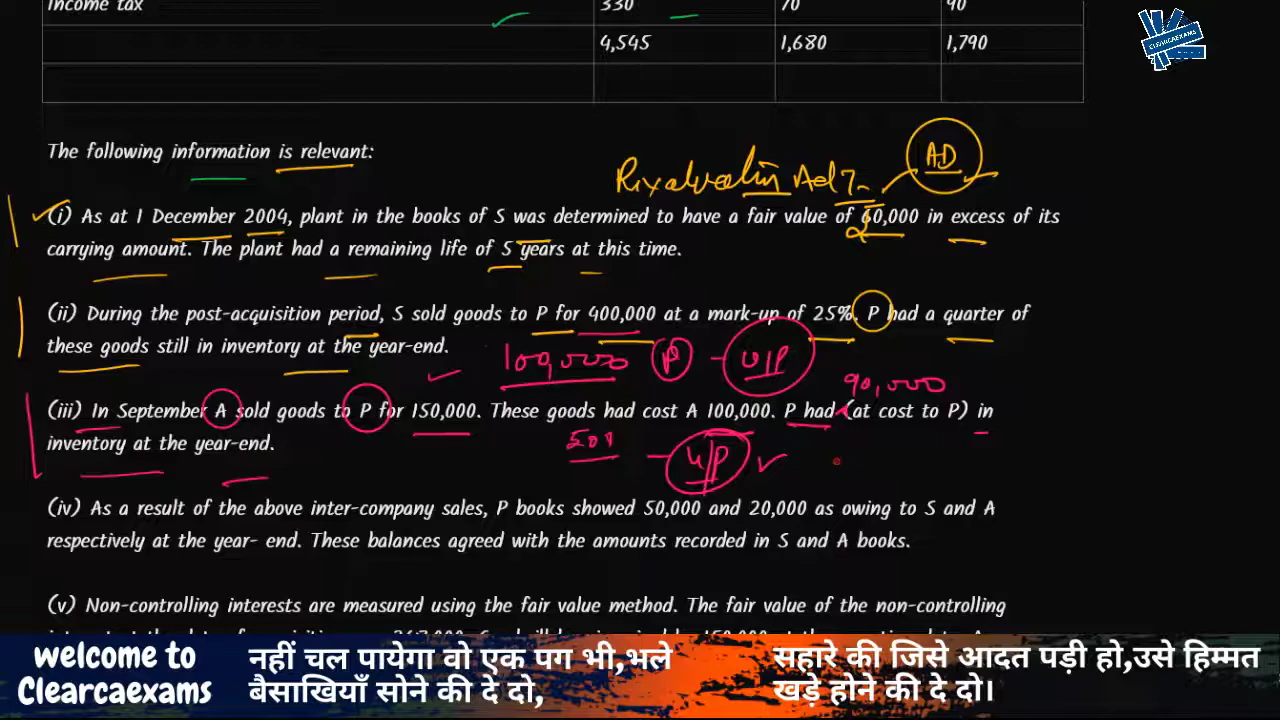 Income tax 330 70 90
4,545 1,680 1,790
CLEARCAEXAMS
The following information is relevant:
AD
(i) As at 1 December 2004, plant in the books of S was determined to have a fair value of 60,000 in excess of its
carrying amount. The plant had a remaining life of 5 years at this time.
(ii) During the post-acquisition period, S sold goods to P for 400,000 at a mark-up of 25%. P had a quarter of
these goods still in inventory at the year-end.
100,000 P - U/P
90,000
(iii) In September A sold goods to P for 150,000. These goods had cost A 100,000. P had (at cost to P) in
inventory at the year-end.
- U/P
(iv) As a result of the above inter-company sales, P books showed 50,000 and 20,000 as owing to S and A
respectively at the year- end. These balances agreed with the amounts recorded in S and A books.
(v) Non-controlling interests are measured using the fair value method. The fair value of the non-controlling
welcome to
Clearcaexams
नहीं चल पायेगा वो एक पग भी,भले
बैसाखियाँ सोने की दे दो,
सहारे की जिसे आदत पड़ी हो,उसे हिम्मत
खड़े होने की दे दो।